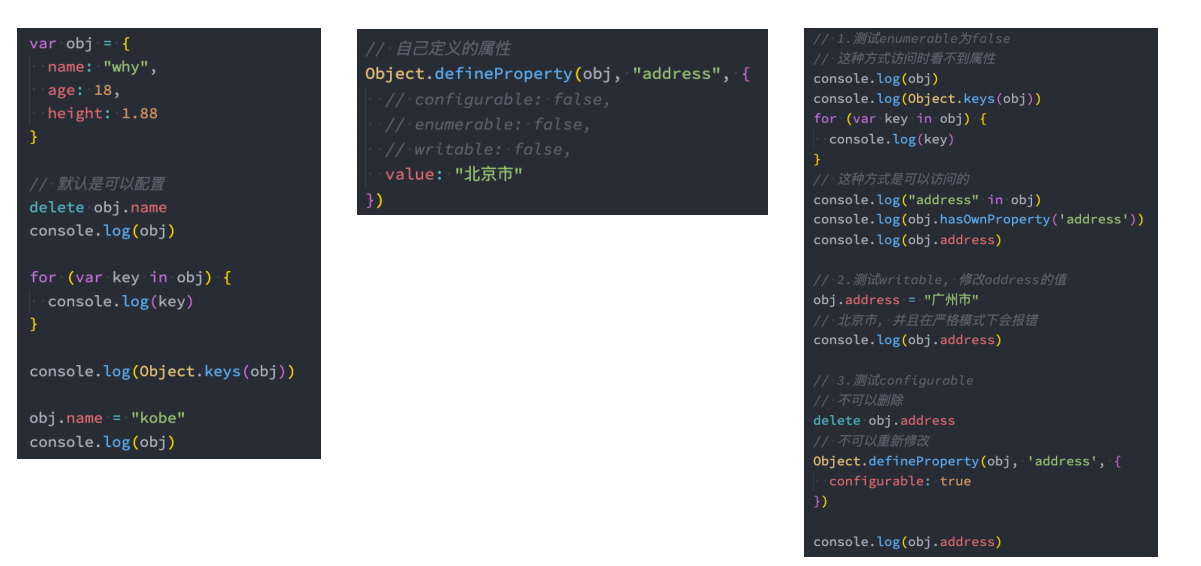 var obj = {
  name: "why",
  age: 18,
  height: 1.88
}
// 默认是可以配置
delete obj.name
console.log(obj)
for (var key in obj) {
  console.log(key)
}
console.log(Object.keys(obj))
obj.name = "kobe"
console.log(obj)
// 自己定义的属性
Object.defineProperty(obj, "address", {
  // configurable: false,
  // enumerable: false,
  // writable: false,
  value: "北京市"
})
// 1.测试enumerable为false
// 这种方式访问时看不到属性
console.log(obj)
console.log(Object.keys(obj))
for (var key in obj) {
  console.log(key)
}
// 这种方式是可以访问的
console.log("address" in obj)
console.log(obj.hasOwnProperty('address'))
console.log(obj.address)
// 2.测试writable, 修改address的值
obj.address = "广州市"
// 北京市, 并且在严格模式下会报错
console.log(obj.address)
// 3.测试configurable
// 不可以删除
delete obj.address
// 不可以重新修改
Object.defineProperty(obj, 'address', {
  configurable: true
})
console.log(obj.address)